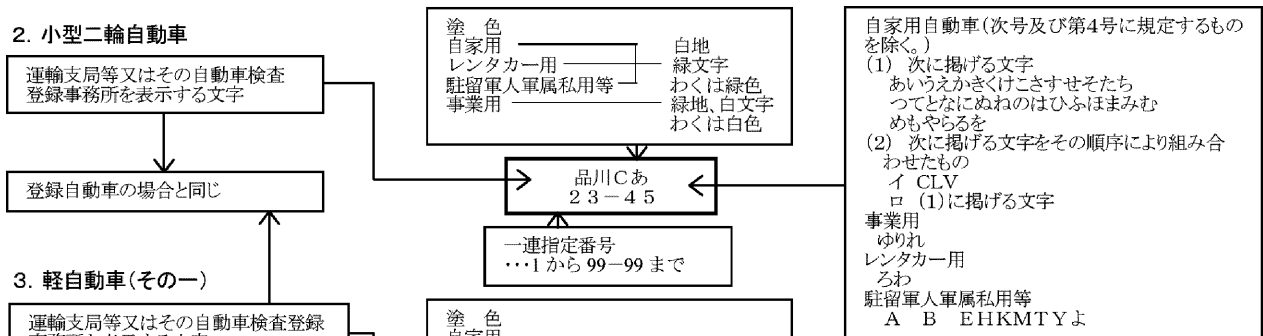 2．小型二輪自動車
運輸支局等又はその自動車検査
登録事務所を表示する文字
登録自動車の場合と同じ
塗　色
自家用　白地
レンタカー用　緑文字
駐留軍人軍属私用等　わくは緑色
事業用　緑地、白文字
わくは白色
品川Cあ
２３－４５
一連指定番号
…1から99－99まで
自家用自動車（次号及び第4号に規定するもの
を除く。）
(1)　次に掲げる文字
あいうえかきくけこさすせそたち
つてとなにぬねのはひふほまみむ
めもやらるを
(2)　次に掲げる文字をその順序により組み合
わせたもの
イ　CLV
ロ　(1)に掲げる文字
事業用
ゆりれ
レンタカー用
ろわ
駐留軍人軍属私用等
Ａ　Ｂ　ＥＨＫＭＴＹよ
3．軽自動車（その一）
運輸支局等又はその自動車検査登録
塗　色